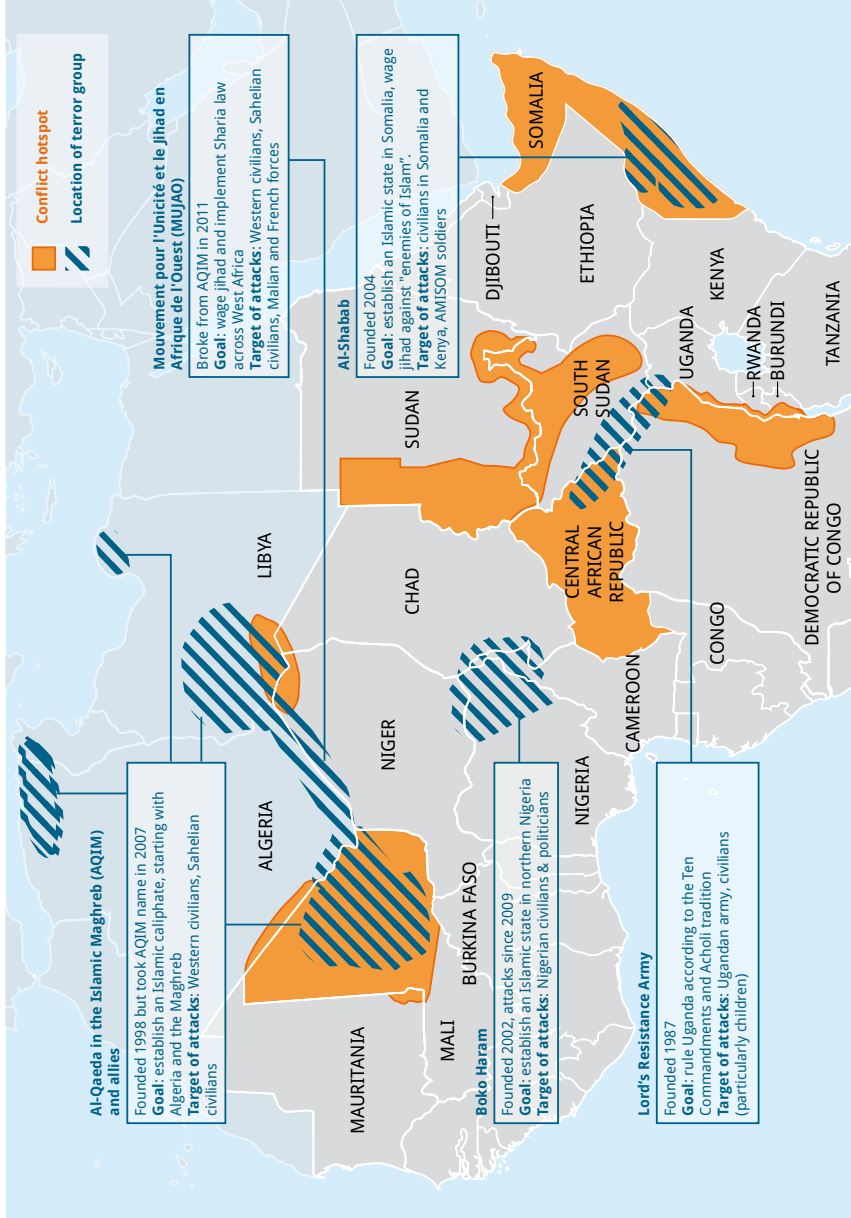 Conflict hotspot
Location of terror group
Al-Qaeda in the Islamic Maghreb (AQIM)
and allies
Founded 1998 but took AQIM name in 2007
Goal: establish an Islamic caliphate, starting with
Algeria and the Maghreb
Target of attacks: Western civilians, Sahelian
civilians
Mouvement pour l'Unicité et le Jihad en
Afrique de l'Ouest (MUJAO)
Broke from AQIM in 2011
Goal: wage jihad and implement Sharia law
across West Africa
Target of attacks: Western civilians, Sahelian
civilians, Malian and French forces
Al-Shabab
Founded 2004
Goal: establish an Islamic state in Somalia, wage
jihad against "enemies of Islam".
Target of attacks: civilians in Somalia and
Kenya, AMISOM soldiers
Boko Haram
Founded 2002, attacks since 2009
Goal: establish an Islamic state in northern Nigeria
Target of attacks: Nigerian civilians & politicians
Lord's Resistance Army
Founded 1987
Goal: rule Uganda according to the Ten
Commandments and Acholi tradition
Target of attacks: Ugandan army, civilians
(particularly children)
ALGERIA
LIBYA
MAURITANIA
MALI
NIGER
CHAD
SUDAN
DJIBOUTI
SOMALIA
BURKINA FASO
NIGERIA
CAMEROON
CENTRAL
AFRICAN
REPUBLIC
SOUTH
SUDAN
ETHIOPIA
UGANDA
KENYA
CONGO
RWANDA
BURUNDI
DEMOCRATIC REPUBLIC
OF CONGO
TANZANIA